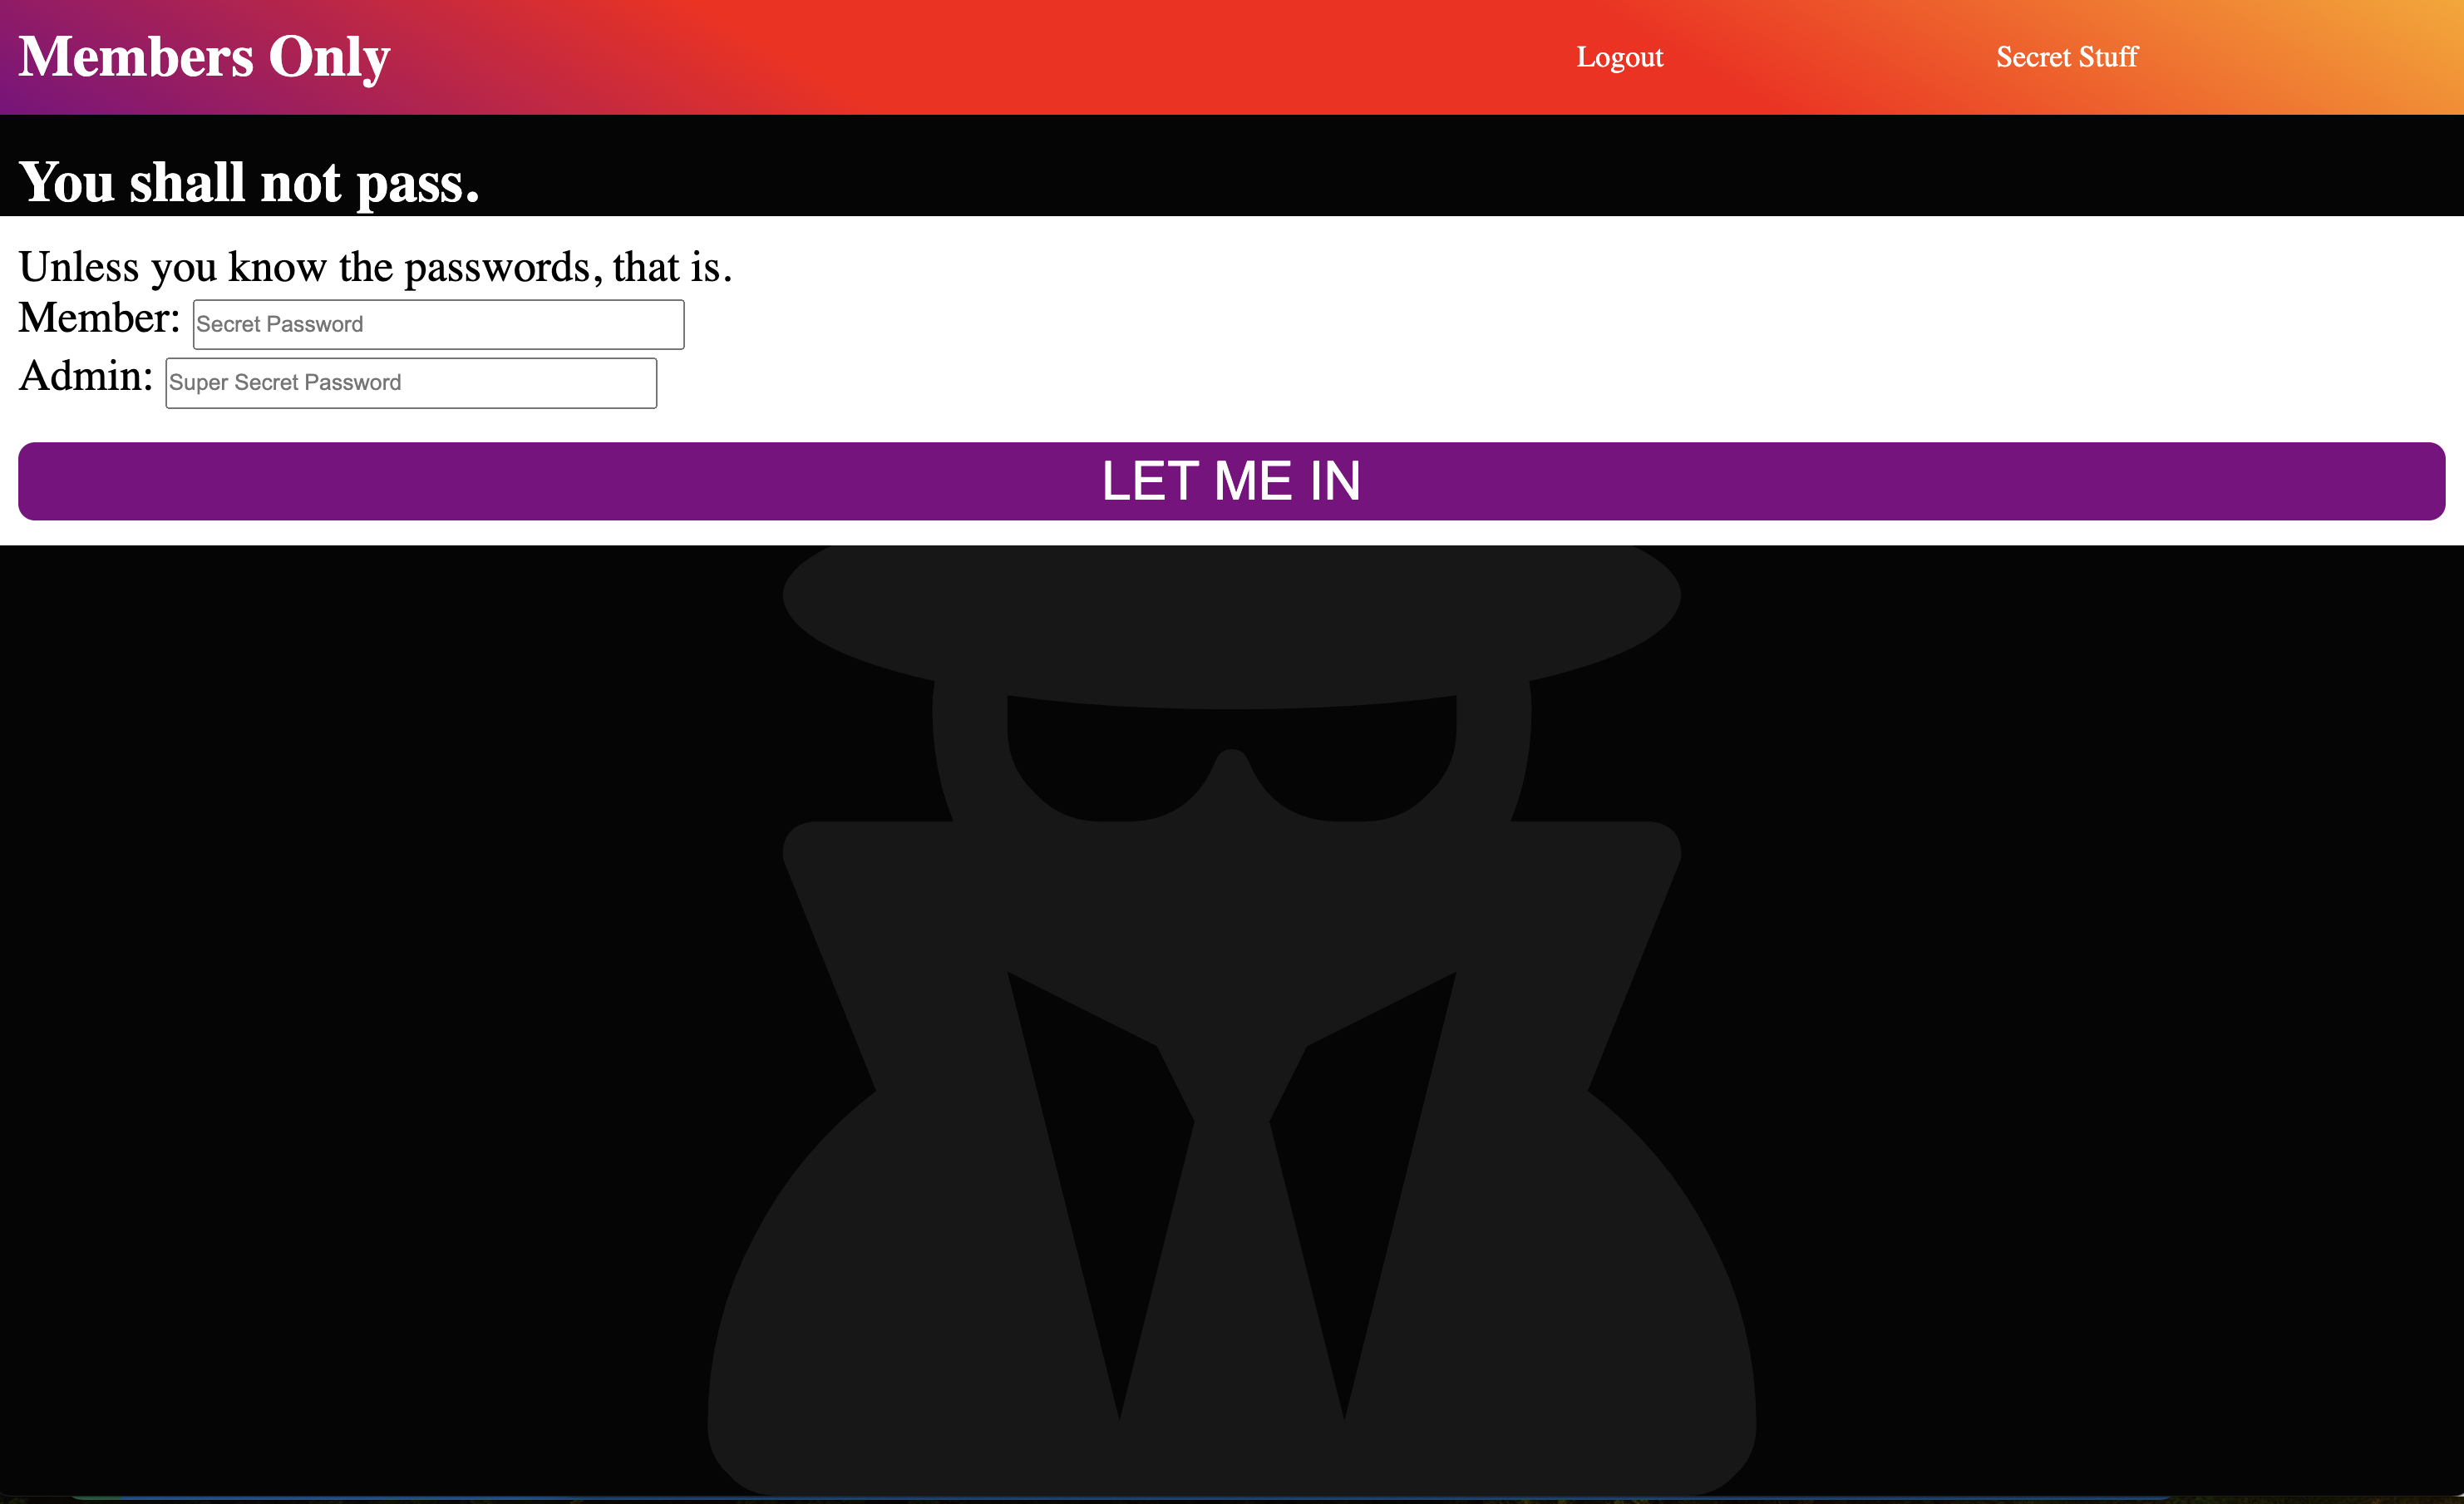 Members Only
Logout
Secret Stuff
You shall not pass.
Unless you know the passwords, that is.
Member: Secret Password
Admin: Super Secret Password
LET ME IN